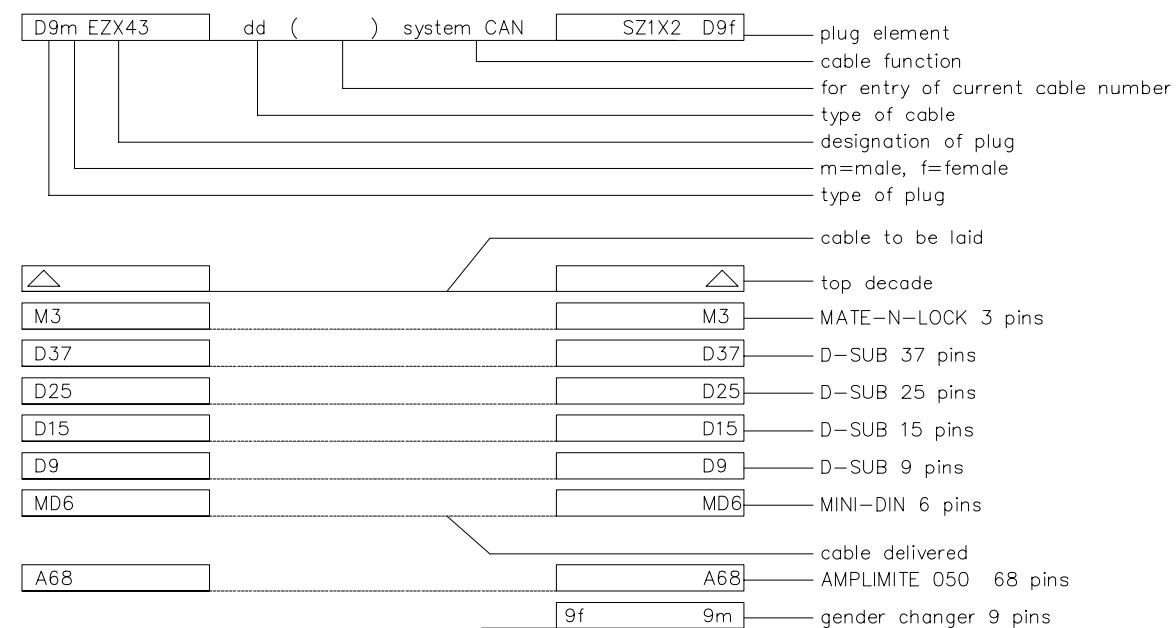 D9m EZX43 dd ( ) system CAN SZ1X2 D9f plug element
cable function
for entry of current cable number
type of cable
designation of plug
m=male, f=female
type of plug
cable to be laid
top decade
M3 M3 MATE-N-LOCK 3 pins
D37 D37 D-SUB 37 pins
D25 D25 D-SUB 25 pins
D15 D15 D-SUB 15 pins
D9 D9 D-SUB 9 pins
MD6 MD6 MINI-DIN 6 pins
cable delivered
A68 A68 AMPLIMITE 050 68 pins
9f 9m gender changer 9 pins